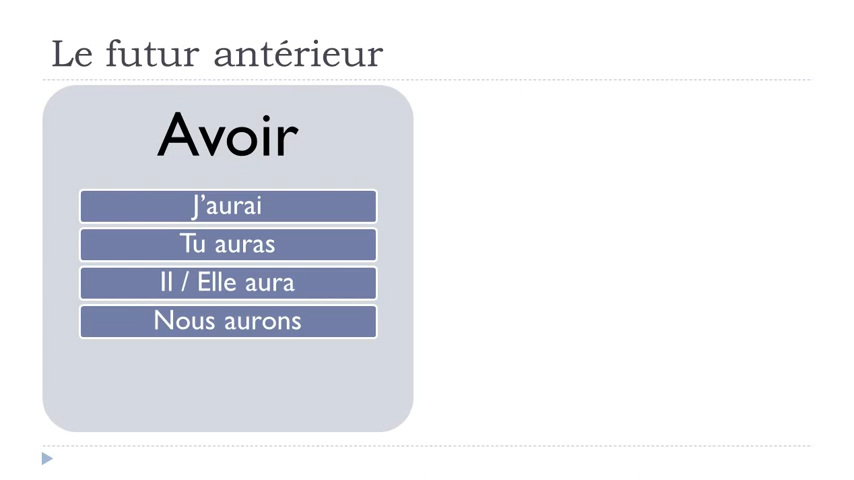 Le futur antérieur
Avoir
J’aurai
Tu auras
Il / Elle aura
Nous aurons